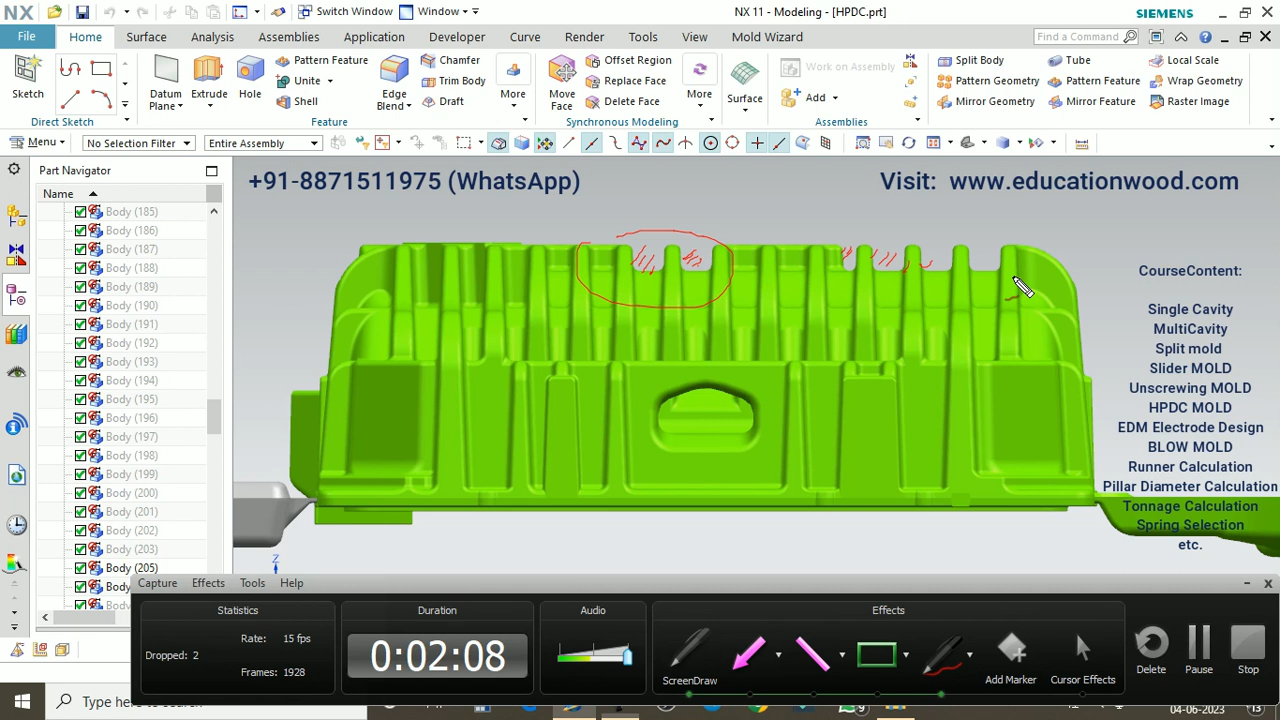 NX
Switch Window
Window
NX 11 - Modeling - [HPDC.prt]
SIEMENS
File
Home
Surface
Analysis
Assemblies
Application
Developer
Curve
Render
Tools
View
Mold Wizard
Find a Command
Sketch
Direct Sketch
Datum Plane
Extrude
Hole
Pattern Feature
Unite
Shell
Edge Blend
Chamfer
Trim Body
Draft
More
Feature
Move Face
Offset Region
Replace Face
Delete Face
More
Synchronous Modeling
Surface
Work on Assembly
Add
Assemblies
Split Body
Pattern Geometry
Mirror Geometry
Tube
Pattern Feature
Mirror Feature
Local Scale
Wrap Geometry
Raster Image
Menu
No Selection Filter
Entire Assembly
Part Navigator
Name
Body (185)
Body (186)
Body (187)
Body (188)
Body (189)
Body (190)
Body (191)
Body (192)
Body (193)
Body (194)
Body (195)
Body (196)
Body (197)
Body (198)
Body (199)
Body (200)
Body (201)
Body (202)
Body (203)
Body (205)
Body
+91-8871511975 (WhatsApp)
Visit: www.educationwood.com
CourseContent:
Single Cavity
MultiCavity
Split mold
Slider MOLD
Unscrewing MOLD
HPDC MOLD
EDM Electrode Design
BLOW MOLD
Runner Calculation
Pillar Diameter Calculation
Tonnage Calculation
Spring Selection
etc.
Z
Capture
Effects
Tools
Help
Statistics
Duration
Audio
Effects
Rate: 15 fps
Dropped: 2
Frames: 1928
0:02:08
ScreenDraw
Add Marker
Cursor Effects
Delete
Pause
Stop
Type here to search
04-06-2023